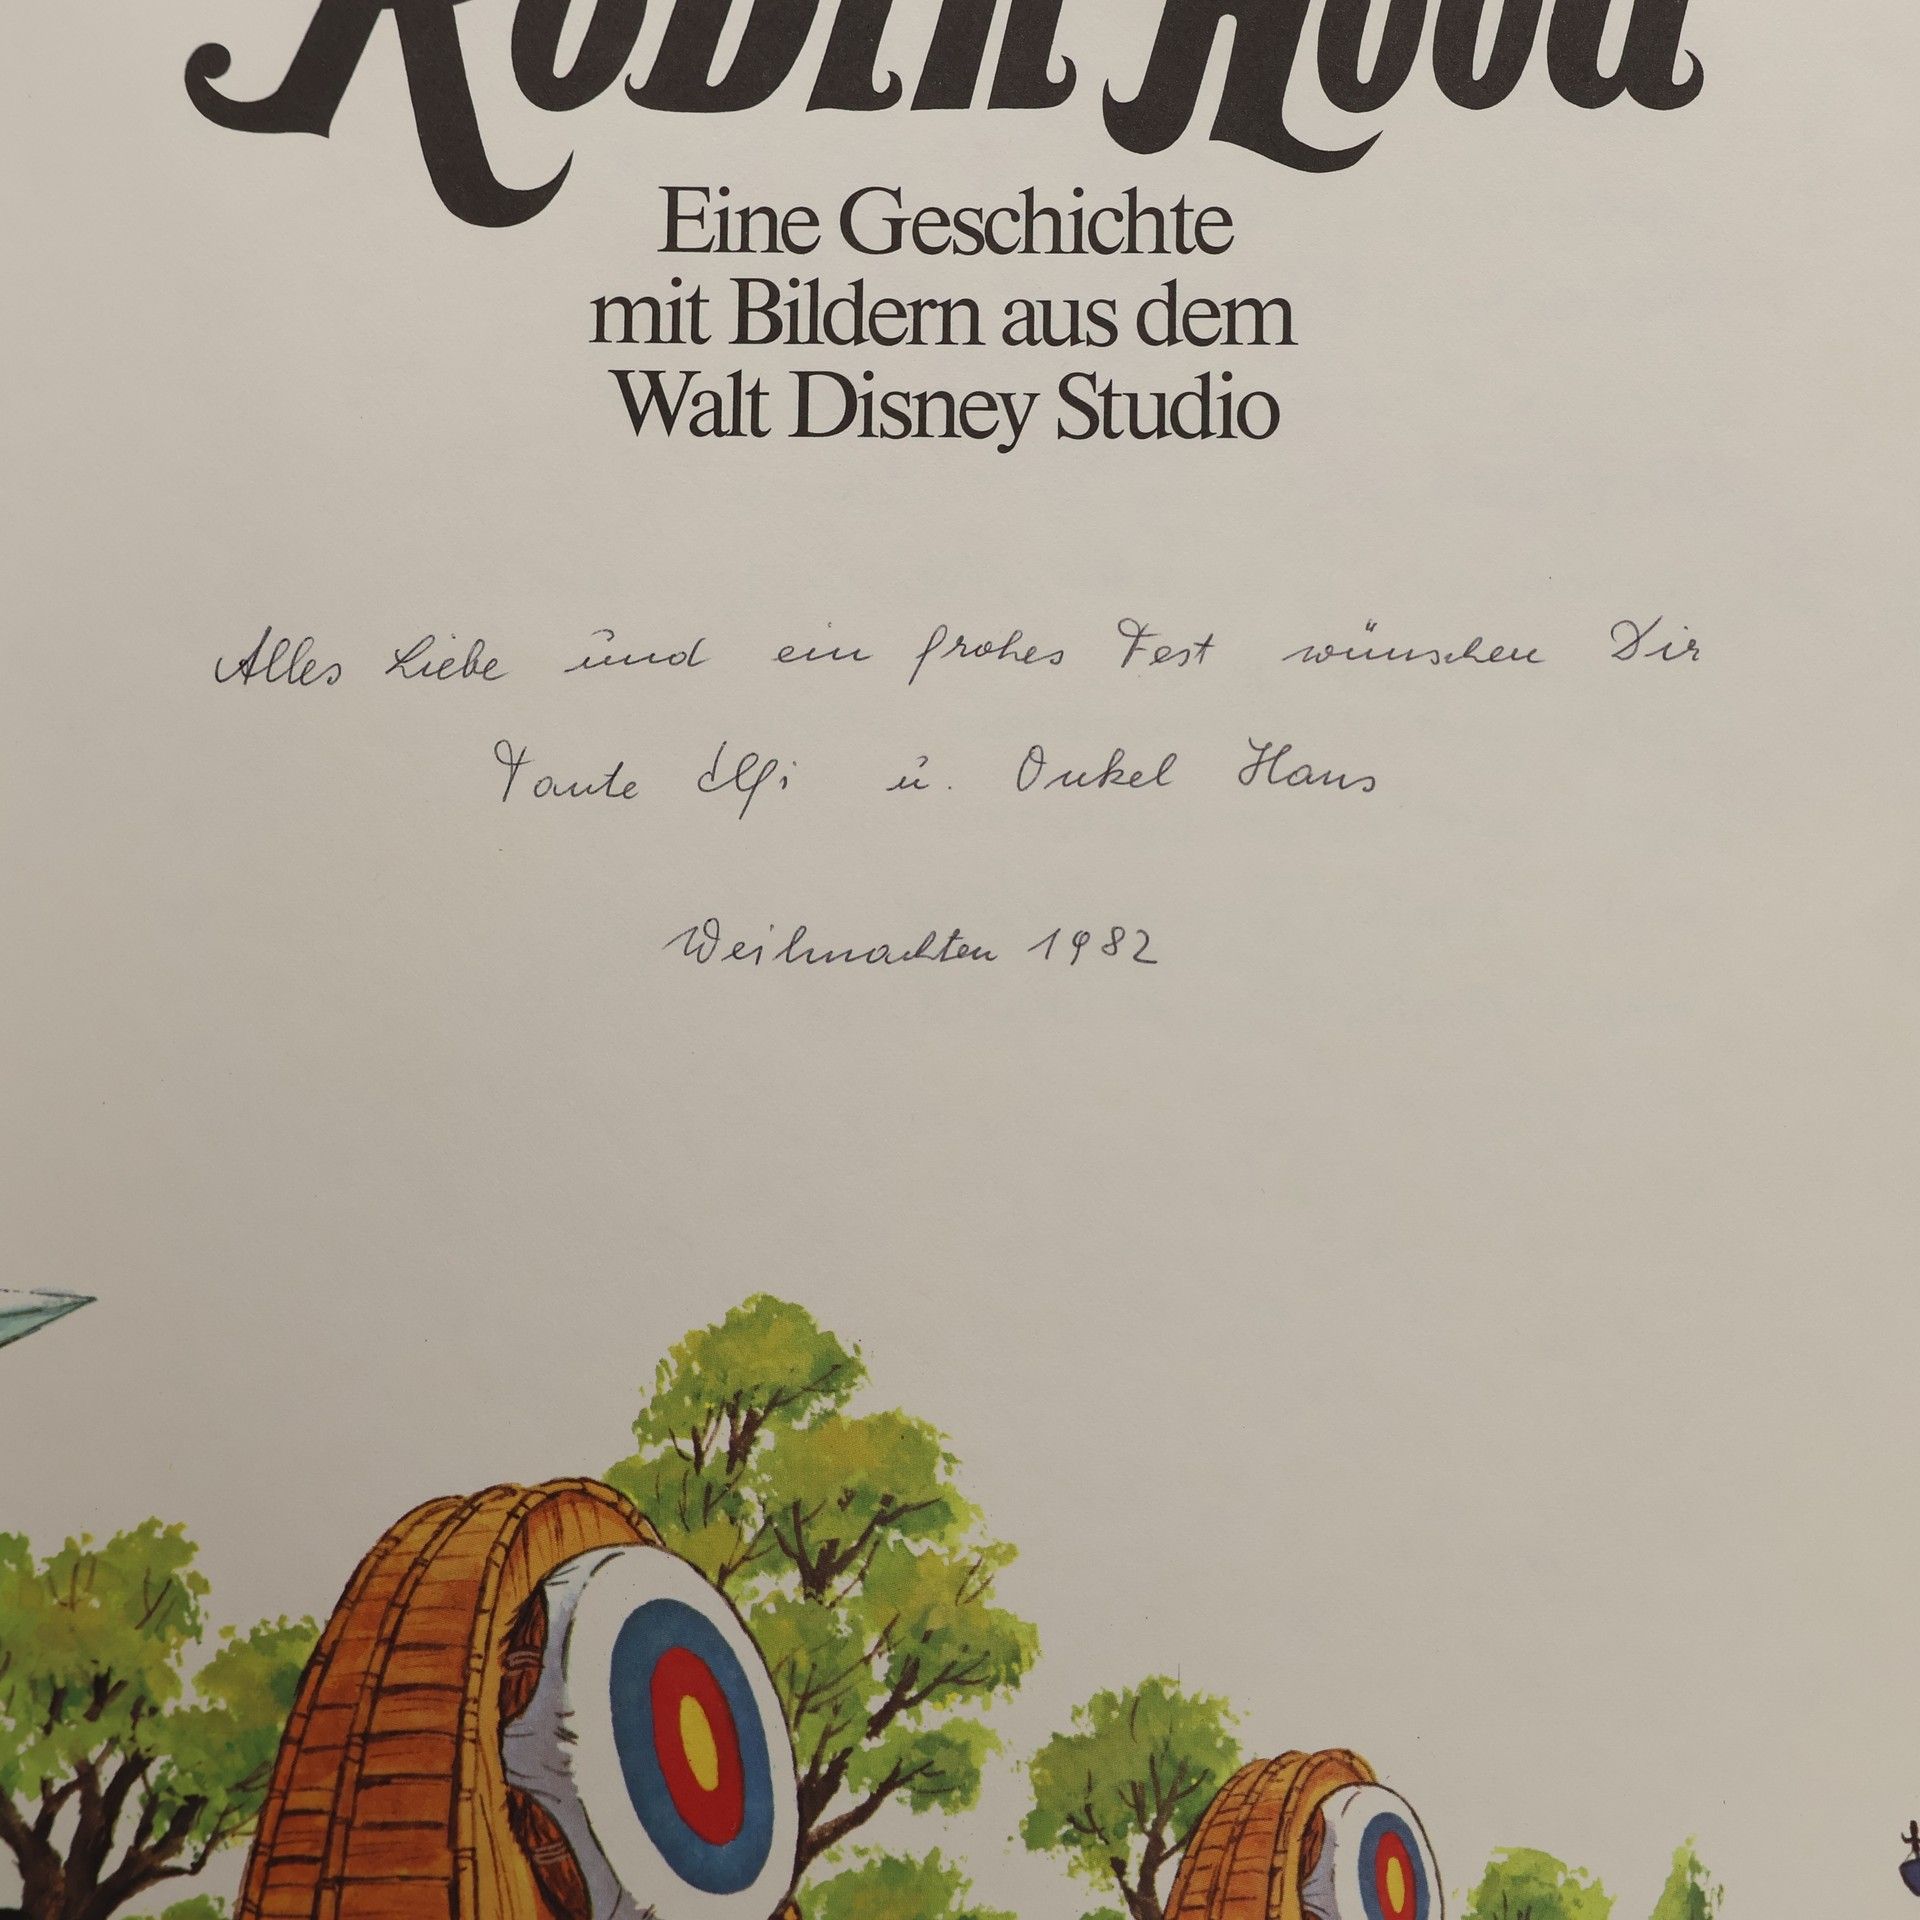 Robin Hood
Eine Geschichte
mit Bildern aus dem
Walt Disney Studio
Alles Liebe und ein frohes Fest wünschen Dir
Tante Elfi u. Onkel Hans
Weihnachten 1982